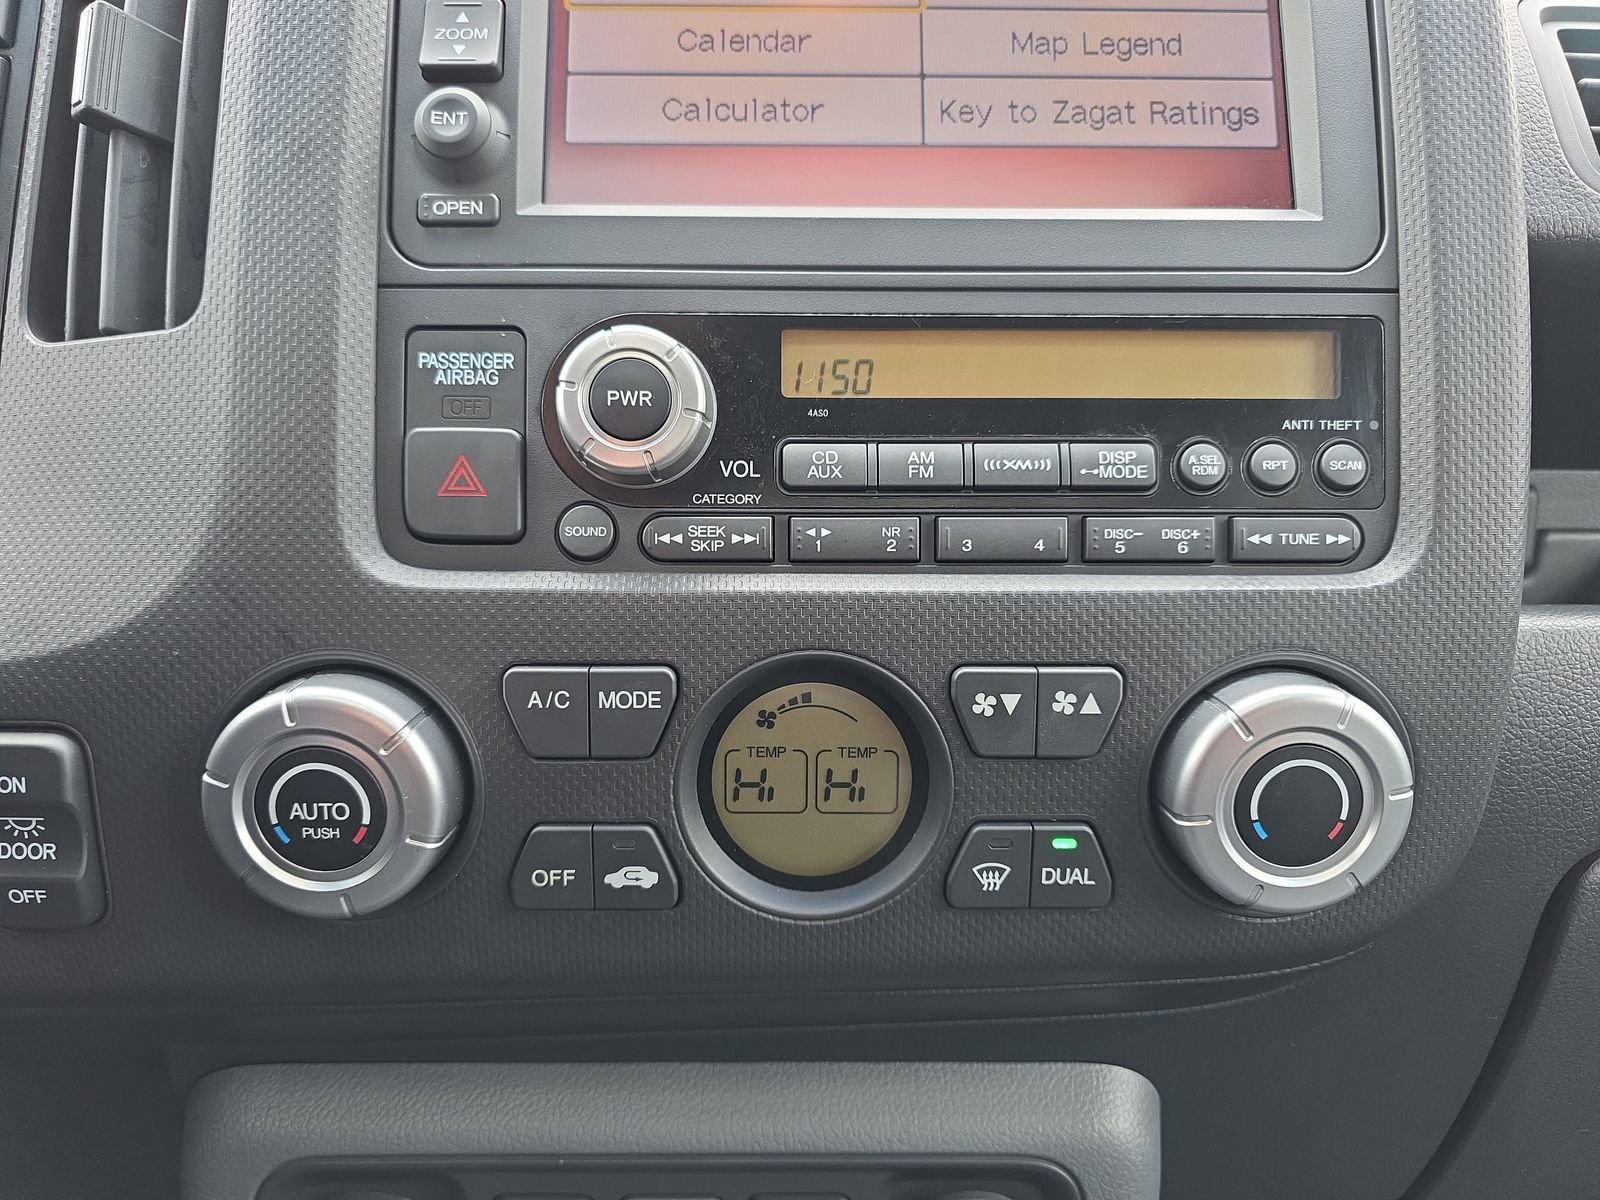 ZOOM
ENT
OPEN
Calendar
Map Legend
Calculator
Key to Zagat Ratings
PASSENGER
AIRBAG
OFF
PWR
VOL
1150
4AS0
ANTI THEFT
CD
AUX
AM
FM
(((XM)))
DISP
MODE
A.SEL
RDM
RPT
SCAN
CATEGORY
SOUND
SEEK
SKIP
1
NR
2
3
4
DISC-
5
DISC+
6
TUNE
A/C
MODE
TEMP
Hi
TEMP
Hi
ON
DOOR
OFF
AUTO
PUSH
OFF
DUAL